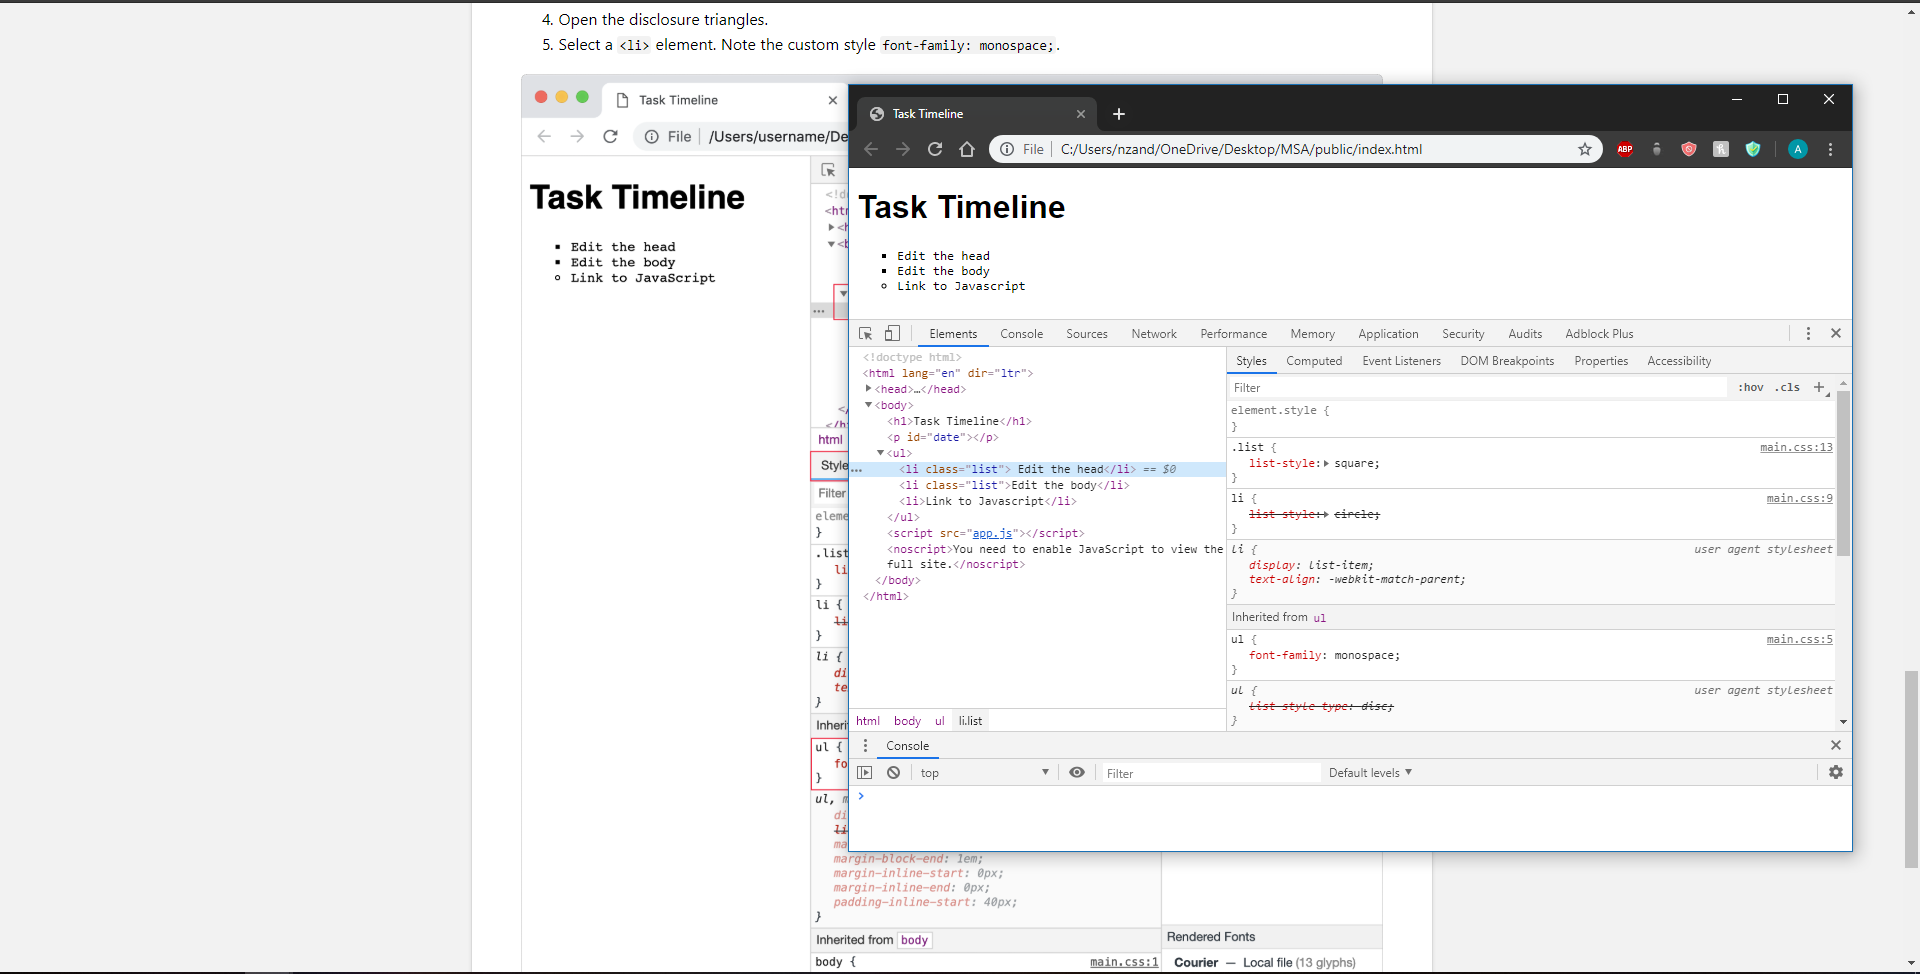 4. Open the disclosure triangles.
5. Select a <li> element. Note the custom style font-family: monospace;.
Task Timeline
File /Users/username/De
Task Timeline
Edit the head
Edit the body
Link to JavaScript
<!d
<htm
html
Style
Filter
eleme
}
.list
li
}
li {
li
}
li {
di
te
}
Inheri
ul {
fo
}
ul, m
di
li
ma
margin-block-end: 1em;
margin-inline-start: 0px;
margin-inline-end: 0px;
padding-inline-start: 40px;
}
Inherited from body
body { main.css:1
Rendered Fonts
Courier — Local file (13 glyphs)
Task Timeline
File C:/Users/nzand/OneDrive/Desktop/MSA/public/index.html
ABP
A
Task Timeline
Edit the head
Edit the body
Link to Javascript
Elements Console Sources Network Performance Memory Application Security Audits Adblock Plus
<!doctype html>
<html lang="en" dir="ltr">
<head>…</head>
<body>
<h1>Task Timeline</h1>
<p id="date"></p>
<ul>
<li class="list"> Edit the head</li> == $0
<li class="list">Edit the body</li>
<li>Link to Javascript</li>
</ul>
<script src="app.js"></script>
<noscript>You need to enable JavaScript to view the
full site.</noscript>
</body>
</html>
html body ul li.list
Styles Computed Event Listeners DOM Breakpoints Properties Accessibility
Filter :hov .cls +
element.style {
}
.list { main.css:13
list-style: square;
}
li { main.css:9
list-style: circle;
}
li { user agent stylesheet
display: list-item;
text-align: -webkit-match-parent;
}
Inherited from ul
ul { main.css:5
font-family: monospace;
}
ul { user agent stylesheet
list-style-type: disc;
}
Console
top Filter Default levels